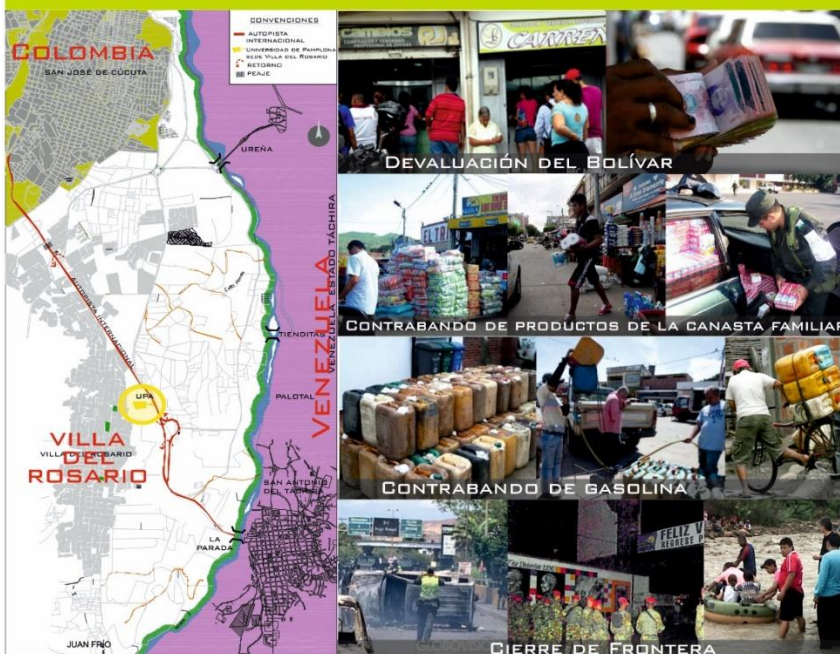 COLOMBIA
SAN JOSÉ DE CÚCUTA
CONVENCIONES
AUTOPISTA
INTERNACIONAL
UNIVERSIDAD DE PAMPLONA
SEDE VILLA DEL ROSARIO
RETORNO
PEAJE
UREÑA
AUTOPISTA INTERNACIONAL
VENEZUELA
VENEZUELA ESTADO TÁCHIRA
TIENDITAS
PALOTAL
UPA
VILLA
DEL
ROSARIO
VILLA DEL ROSARIO
SAN ANTONIO
DEL TÁCHIRA
LA
PARADA
JUAN FRÍO
cambios
CARREÑ
DEVALUACIÓN DEL BOLÍVAR
EL TRI
CONTRABANDO DE PRODUCTOS DE LA CANASTA FAMILIAR
CONTRABANDO DE GASOLINA
FELIZ V
REGRESE P
CIERRE DE FRONTERA